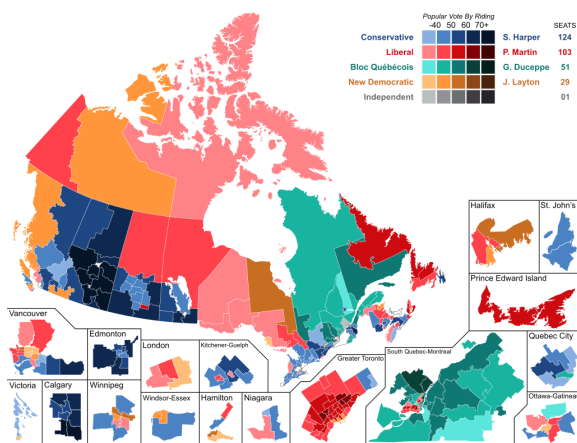 Popular Vote By Riding
-40 50 60 70+ SEATS
Conservative S. Harper 124
Liberal P. Martin 103
Bloc Québécois G. Duceppe 51
New Democratic J. Layton 29
Independent 01
Halifax
St. John's
Prince Edward Island
Vancouver
Edmonton
London
Kitchener-Guelph
Greater Toronto
South Quebec-Montreal
Quebec City
Victoria
Calgary
Winnipeg
Windsor-Essex
Hamilton
Niagara
Ottawa-Gatineau